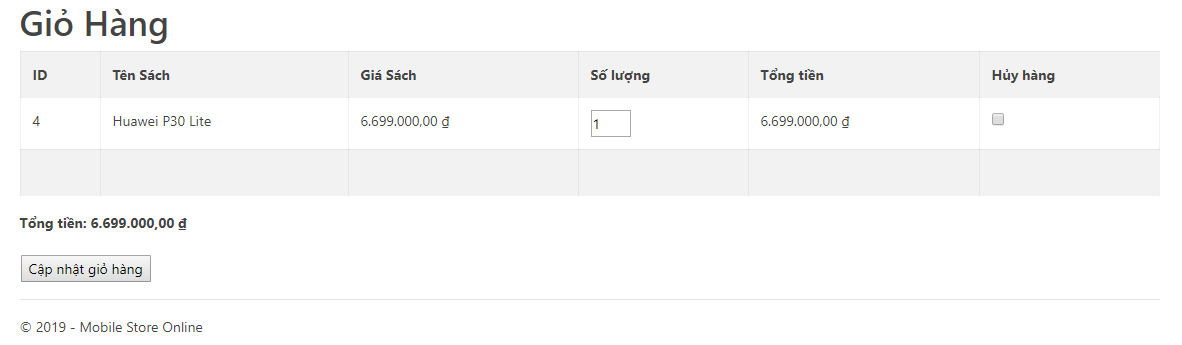 Giỏ Hàng
ID Tên Sách Giá Sách Số lượng Tổng tiền Hủy hàng
4 Huawei P30 Lite 6.699.000,00 ₫ 1 6.699.000,00 ₫
Tổng tiền: 6.699.000,00 ₫
Cập nhật giỏ hàng
© 2019 - Mobile Store Online